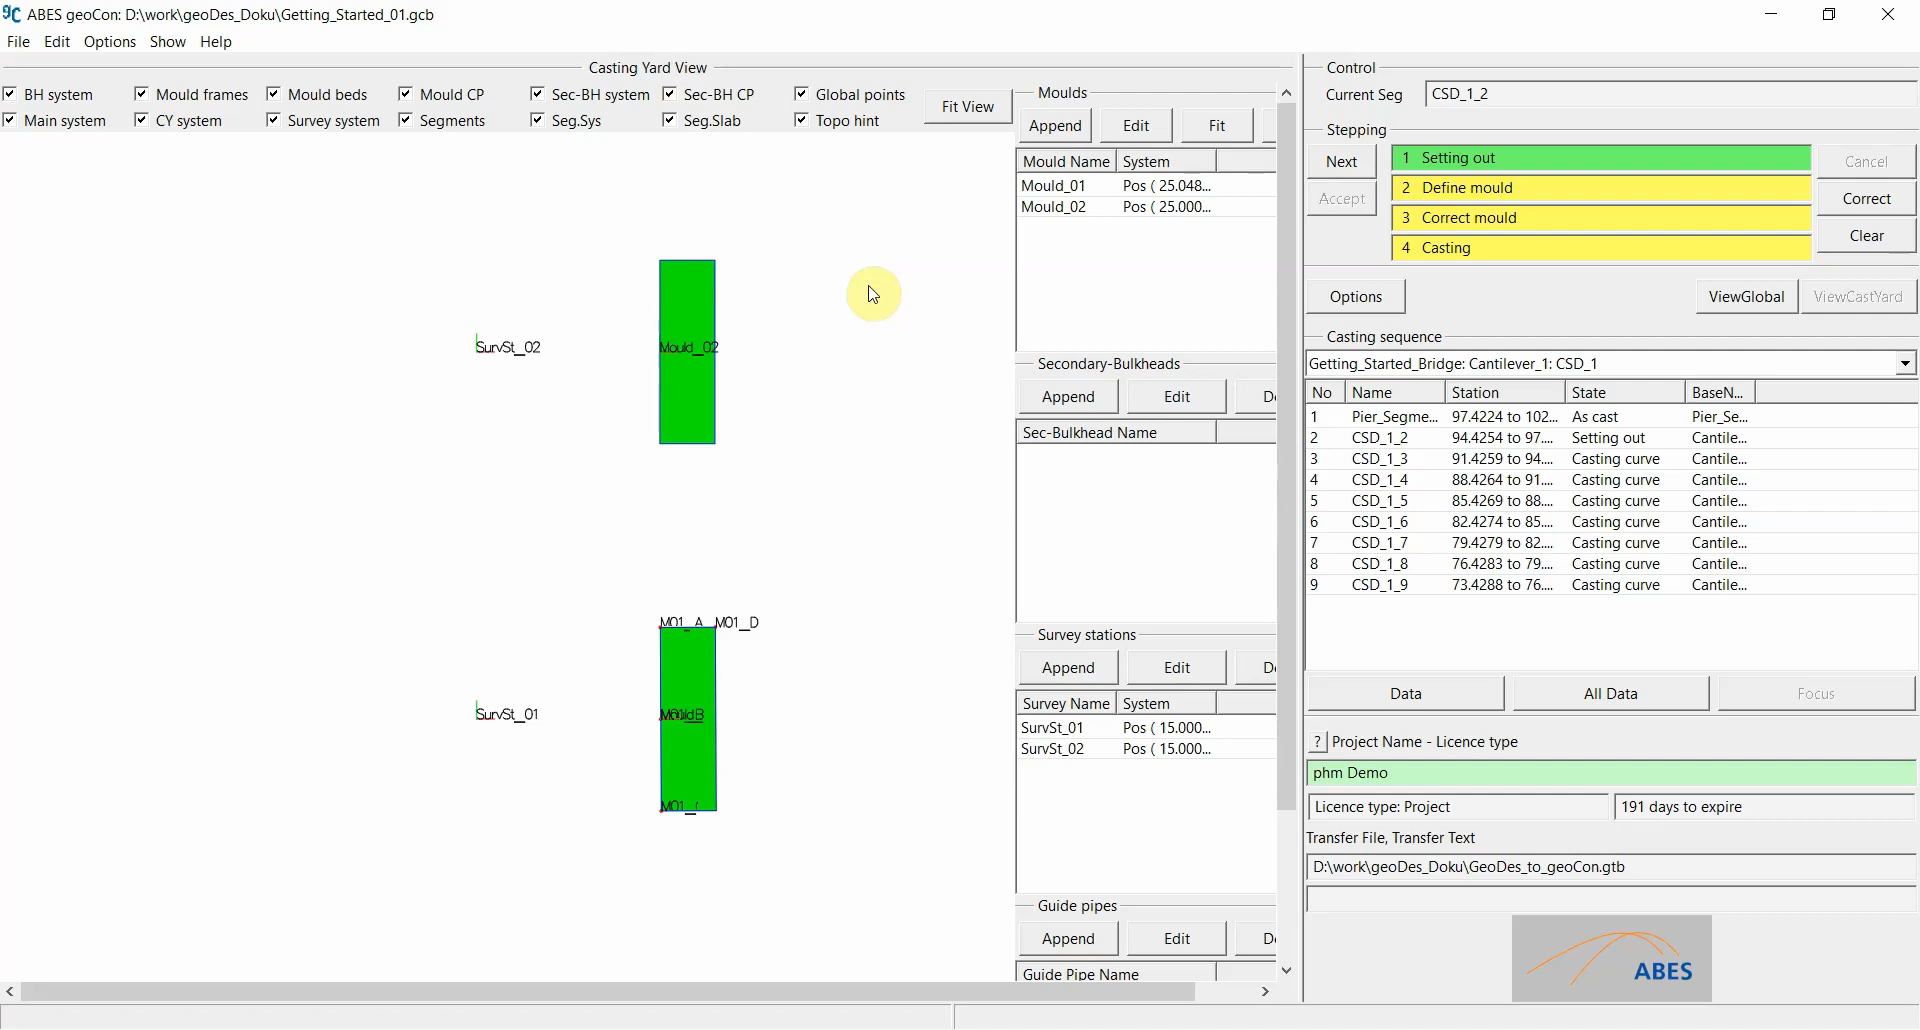 ABES geoCon: D:\work\geoDes_Doku\Getting_Started_01.gcb
File Edit Options Show Help
Casting Yard View
BH system Mould frames Mould beds Mould CP Sec-BH system Sec-BH CP Global points
Main system CY system Survey system Segments Seg.Sys Seg.Slab Topo hint
Fit View
SurvSt_02
Mould_02
M01_A M01_D
SurvSt_01
Moulds
Append Edit Fit
Mould Name System
Mould_01 Pos ( 25.048...
Mould_02 Pos ( 25.000...
Secondary-Bulkheads
Append Edit
Sec-Bulkhead Name
Survey stations
Append Edit
Survey Name System
SurvSt_01 Pos ( 15.000...
SurvSt_02 Pos ( 15.000...
Guide pipes
Append Edit
Guide Pipe Name
Control
Current Seg CSD_1_2
Stepping
Next
Accept
1 Setting out
2 Define mould
3 Correct mould
4 Casting
Cancel
Correct
Clear
Options ViewGlobal ViewCastYard
Casting sequence
Getting_Started_Bridge: Cantilever_1: CSD_1
No Name Station State BaseN...
1 Pier_Segme... 97.4224 to 102... As cast Pier_Se...
2 CSD_1_2 94.4254 to 97.... Setting out Cantile...
3 CSD_1_3 91.4259 to 94.... Casting curve Cantile...
4 CSD_1_4 88.4264 to 91.... Casting curve Cantile...
5 CSD_1_5 85.4269 to 88.... Casting curve Cantile...
6 CSD_1_6 82.4274 to 85.... Casting curve Cantile...
7 CSD_1_7 79.4279 to 82.... Casting curve Cantile...
8 CSD_1_8 76.4283 to 79.... Casting curve Cantile...
9 CSD_1_9 73.4288 to 76.... Casting curve Cantile...
Data All Data Focus
? Project Name - Licence type
phm Demo
Licence type: Project 191 days to expire
Transfer File, Transfer Text
D:\work\geoDes_Doku\GeoDes_to_geoCon.gtb
ABES